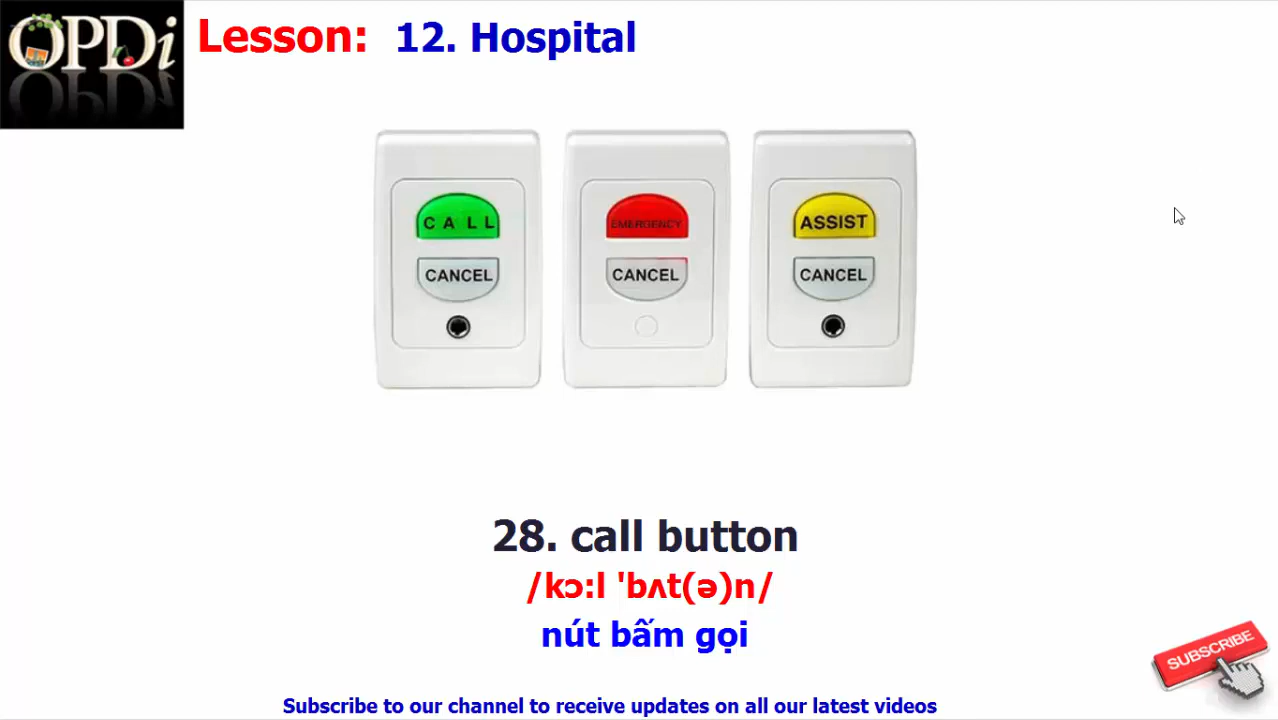 OPDi
Lesson: 12. Hospital
CALL
CANCEL
EMERGENCY
CANCEL
ASSIST
CANCEL
28. call button
/kɔ:l 'bʌt(ə)n/
nút bấm gọi
SUBSCRIBE
Subscribe to our channel to receive updates on all our latest videos